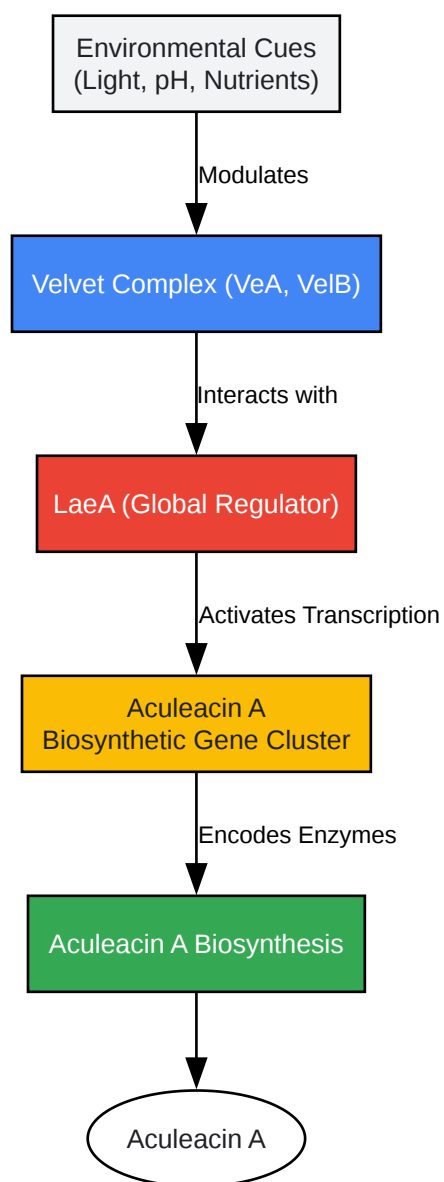 Environmental Cues
(Light, pH, Nutrients)
Modulates
Velvet Complex (VeA, VelB)
Interacts with
LaeA (Global Regulator)
Activates Transcription
Aculeacin A
Biosynthetic Gene Cluster
Encodes Enzymes
Aculeacin A Biosynthesis
Aculeacin A